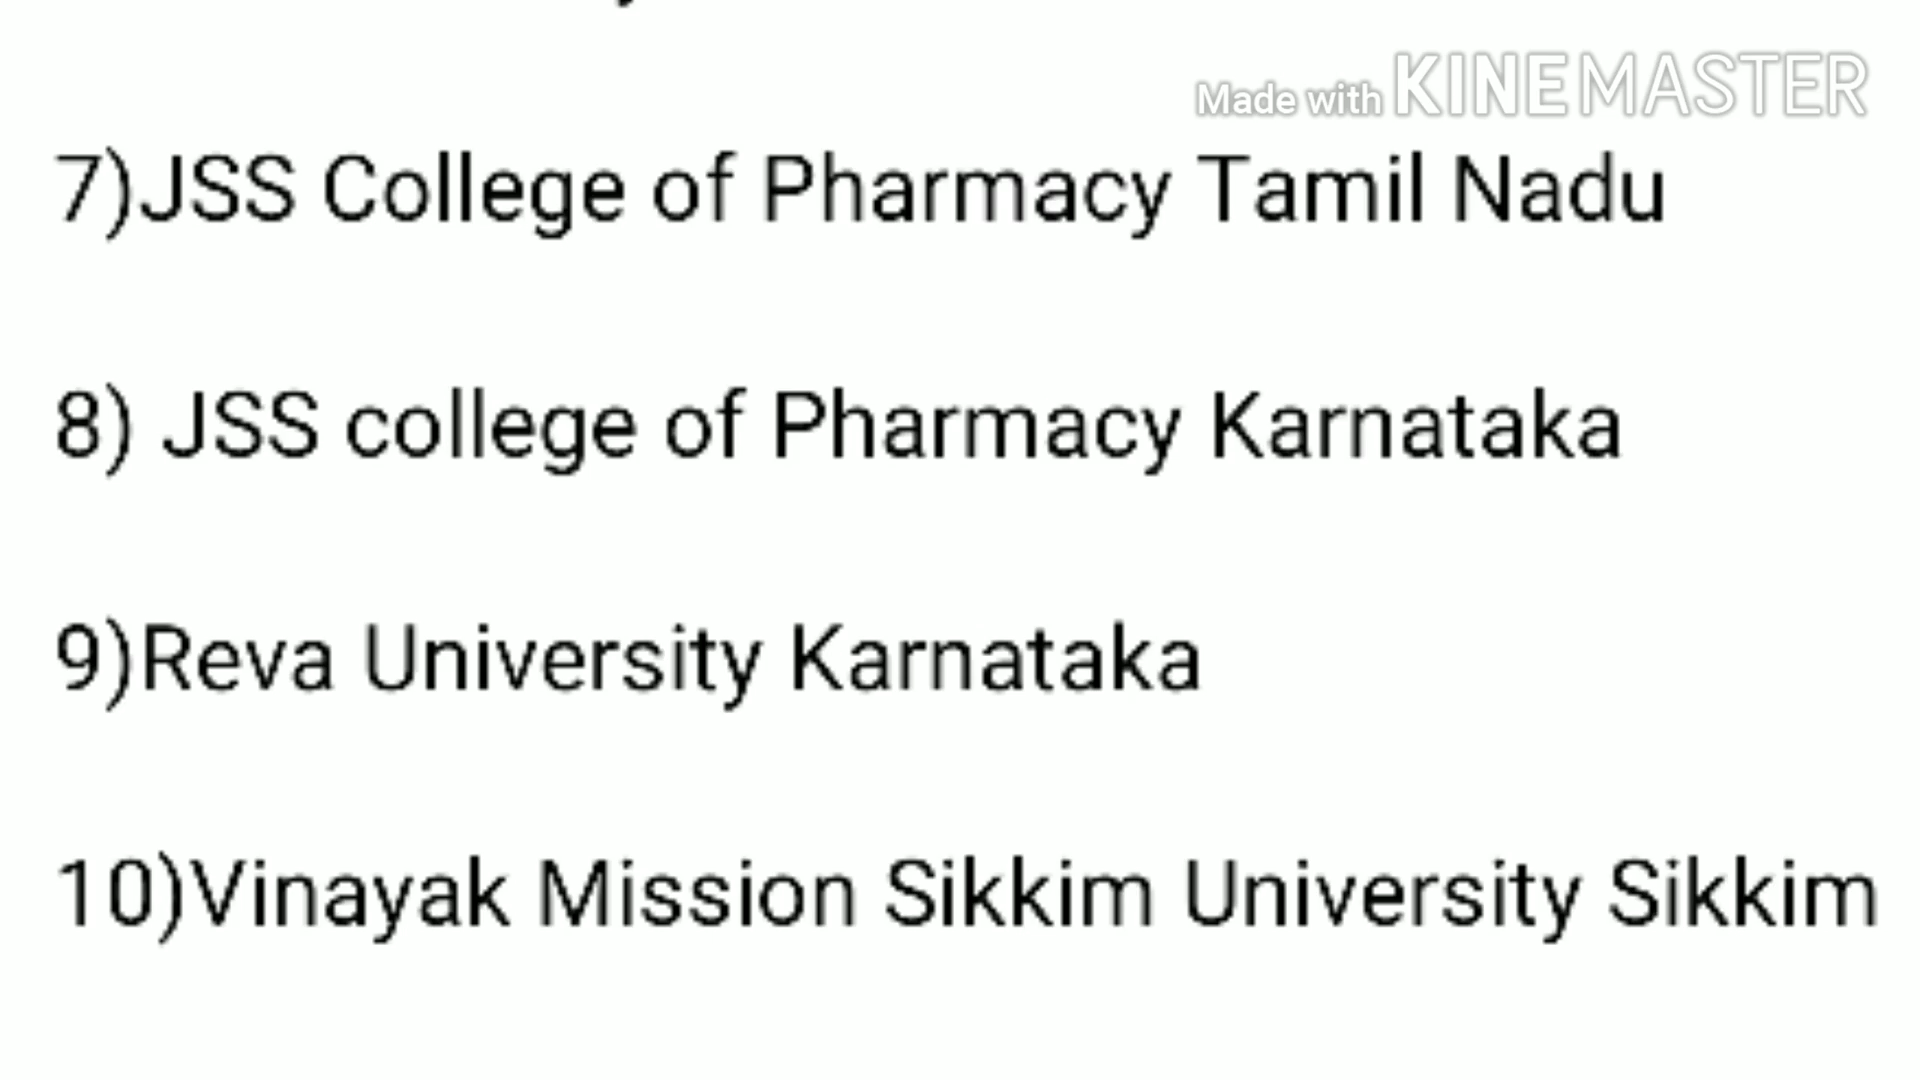 Made with KINEMASTER
7)JSS College of Pharmacy Tamil Nadu
8) JSS college of Pharmacy Karnataka
9)Reva University Karnataka
10)Vinayak Mission Sikkim University Sikkim